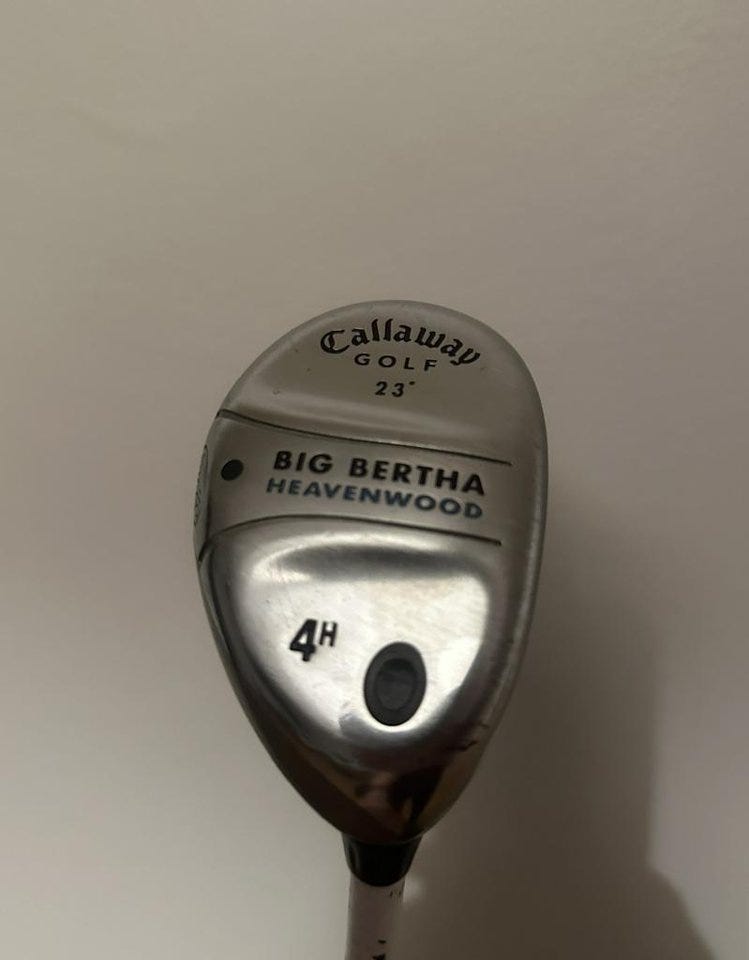 Callaway
GOLF
23°
BIG BERTHA
HEAVENWOOD
4H